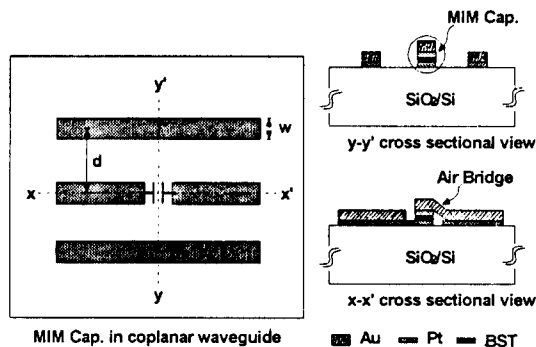 y'
w
d
x
x'
y
MIM Cap. in coplanar waveguide
MIM Cap.
SiO₂/Si
y-y' cross sectional view
Air Bridge
SiO₂/Si
x-x' cross sectional view
Au Pt BST